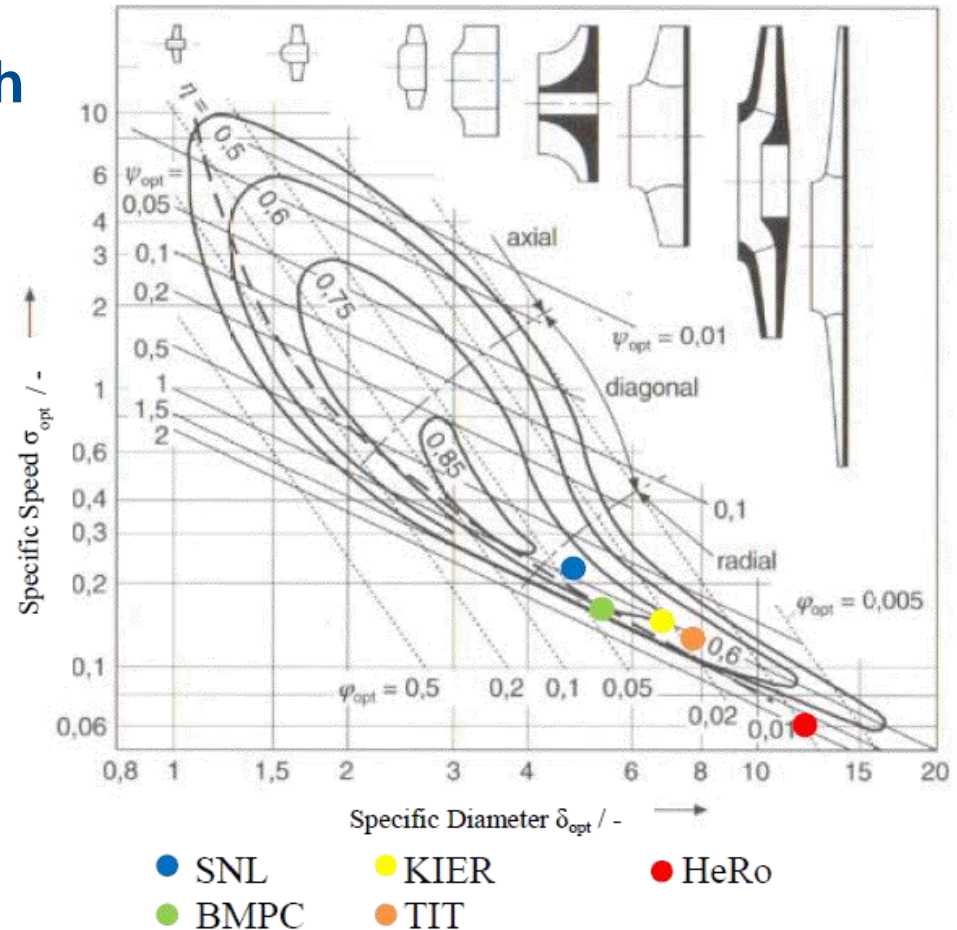 h
η =
0,5
10
ψopt =
0,05
6
0,6
4
axial
3
0,1
0,75
0,2
2
ψopt = 0,01
0,5
diagonal
1
1
1,5
0,85
0,6
2
0,4
0,1
0,3
radial
0,2
φopt = 0,005
0,6
0,1
φopt = 0,5 0,2 0,1 0,05
0,02
0,01
0,06
0,8 1 1,5 2 3 4 6 8 10 15 20
Specific Speed σopt / -
Specific Diameter δopt / -
SNL KIER HeRo
BMPC TIT